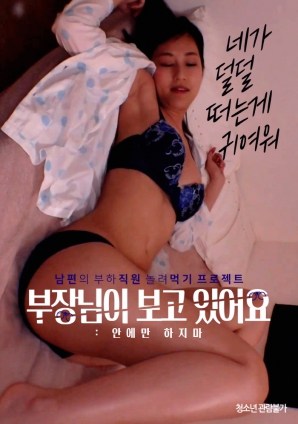 네가
덜덜
떠는게
귀여워
남편의 부하직원 놀려먹기 프로젝트
부장님이 보고 있어요
: 안에만 하지마
청소년 관람불가